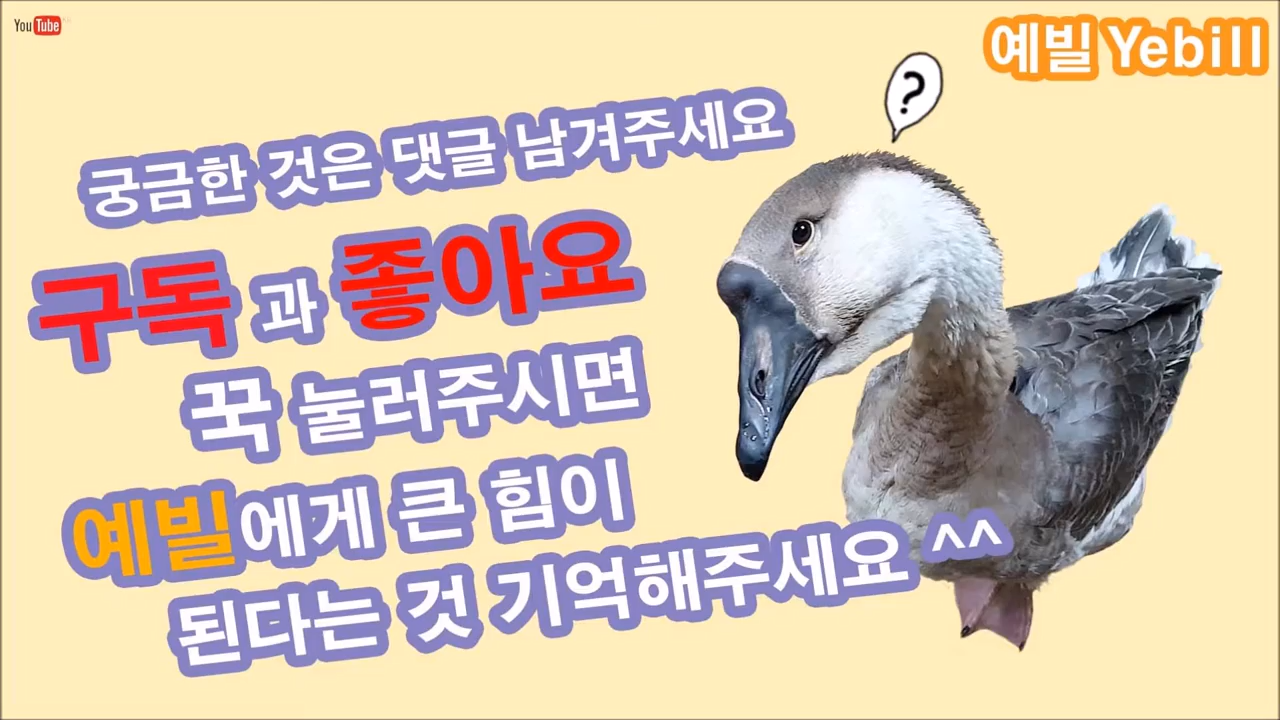 YouTube
예빌 Yebill
?
궁금한 것은 댓글 남겨주세요
구독 과 좋아요
꾹 눌러주시면
예빌에게 큰 힘이
된다는 것 기억해주세요 ^^